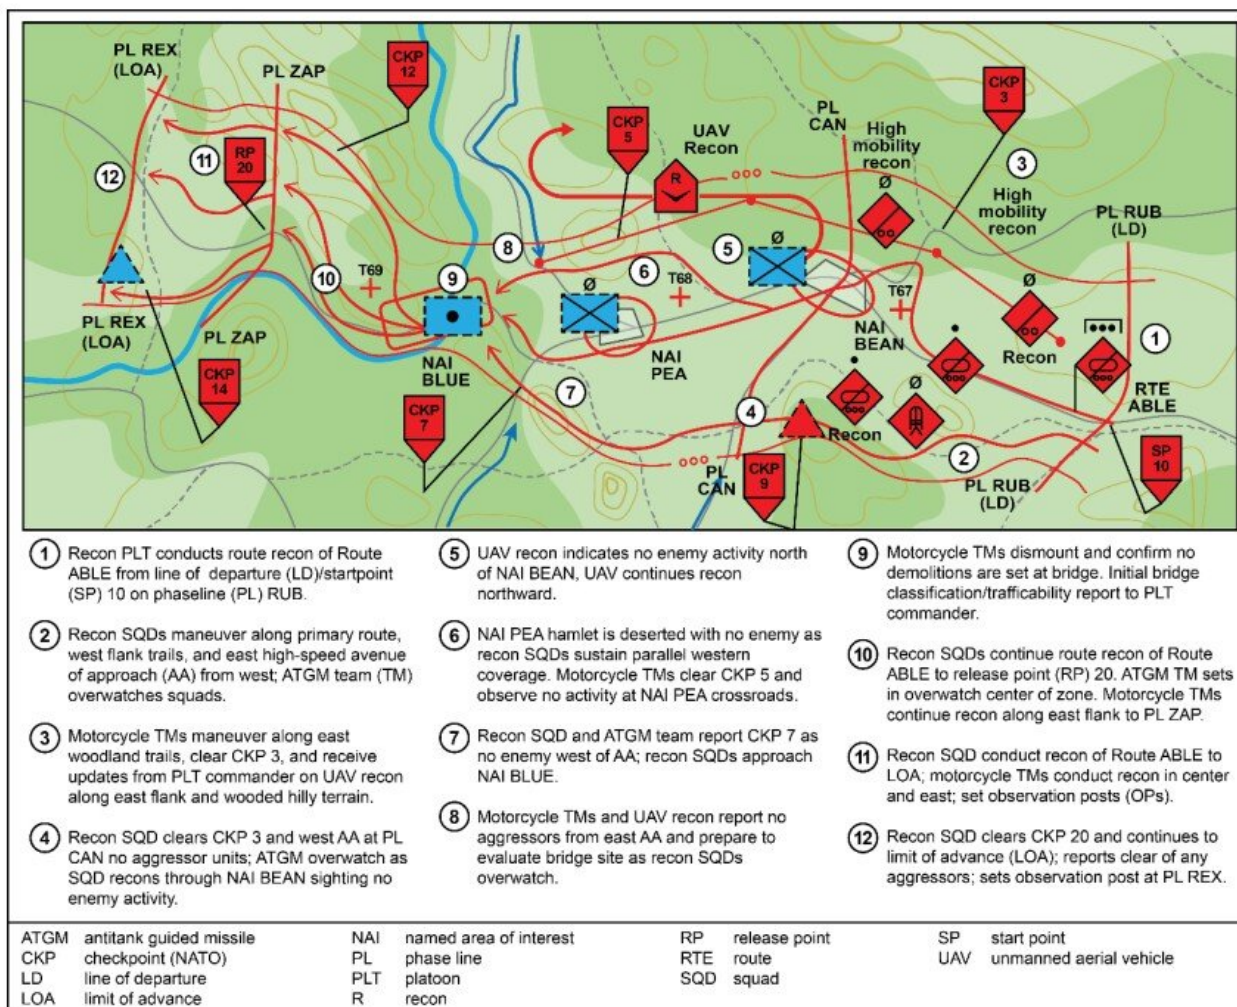 PL REX
(LOA)
PL ZAP
CKP
12
CKP
5
UAV
Recon
R
PL
CAN
High
mobility
recon
Ø
CKP
3
3
High
mobility
recon
PL RUB
(LD)
11
RP
20
12
8
5
Ø
10
T69
9
6
T68
Ø
T67
1
PL REX
(LOA)
PL ZAP
NAI
BLUE
NAI
PEA
NAI
BEAN
Ø
Recon
RTE
ABLE
CKP
14
CKP
7
7
4
Recon
Ø
2
PL
CAN
CKP
9
PL RUB
(LD)
SP
10
1 Recon PLT conducts route recon of Route
ABLE from line of departure (LD)/startpoint
(SP) 10 on phaseline (PL) RUB.
2 Recon SQDs maneuver along primary route,
west flank trails, and east high-speed avenue
of approach (AA) from west; ATGM team (TM)
overwatches squads.
3 Motorcycle TMs maneuver along east
woodland trails, clear CKP 3, and receive
updates from PLT commander on UAV recon
along east flank and wooded hilly terrain.
4 Recon SQD clears CKP 3 and west AA at PL
CAN no aggressor units; ATGM overwatch as
SQD recons through NAI BEAN sighting no
enemy activity.
5 UAV recon indicates no enemy activity north
of NAI BEAN, UAV continues recon
northward.
6 NAI PEA hamlet is deserted with no enemy as
recon SQDs sustain parallel western
coverage. Motorcycle TMs clear CKP 5 and
observe no activity at NAI PEA crossroads.
7 Recon SQD and ATGM team report CKP 7 as
no enemy west of AA; recon SQDs approach
NAI BLUE.
8 Motorcycle TMs and UAV recon report no
aggressors from east AA and prepare to
evaluate bridge site as recon SQDs
overwatch.
9 Motorcycle TMs dismount and confirm no
demolitions are set at bridge. Initial bridge
classification/trafficability report to PLT
commander.
10 Recon SQDs continue route recon of Route
ABLE to release point (RP) 20. ATGM TM sets
in overwatch center of zone. Motorcycle TMs
continue recon along east flank to PL ZAP.
11 Recon SQD conduct recon of Route ABLE to
LOA; motorcycle TMs conduct recon in center
and east; set observation posts (OPs).
12 Recon SQD clears CKP 20 and continues to
limit of advance (LOA); reports clear of any
aggressors; sets observation post at PL REX.
ATGM antitank guided missile
CKP checkpoint (NATO)
LD line of departure
LOA limit of advance
NAI named area of interest
PL phase line
PLT platoon
R recon
RP release point
RTE route
SQD squad
SP start point
UAV unmanned aerial vehicle